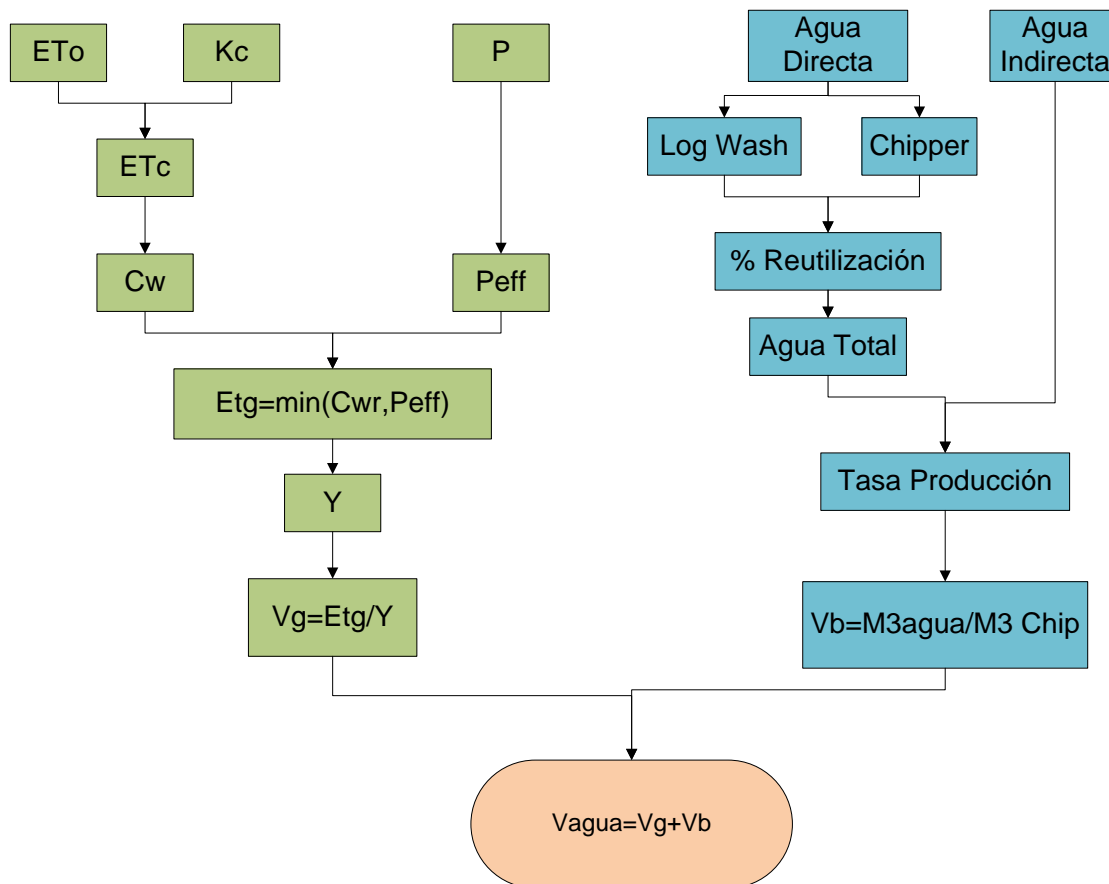 ETo
Kc
P
Agua
Directa
Agua
Indirecta
Log Wash
Chipper
ETc
% Reutilización
Cw
Peff
Agua Total
Etg=min(Cwr,Peff)
Tasa Producción
Y
Vg=Etg/Y
Vb=M3agua/M3 Chip
Vagua=Vg+Vb